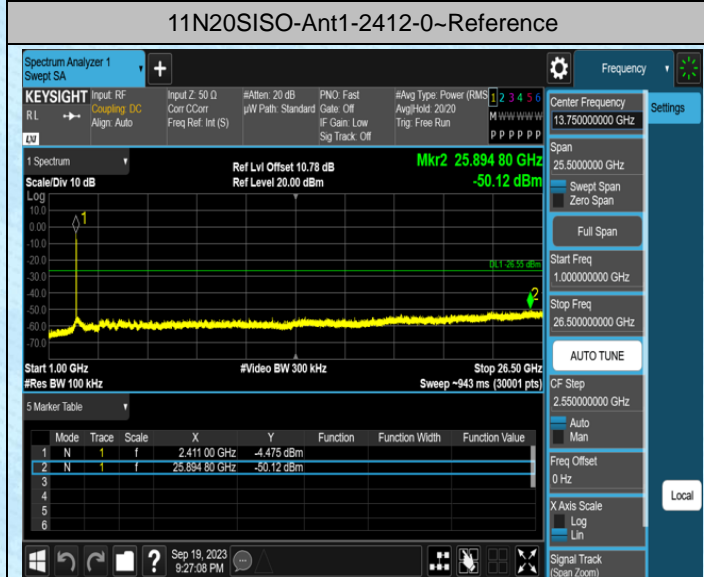 11N20SISO-Ant1-2412-0~Reference
Spectrum Analyzer 1
Swept SA
+
Frequency
KEYSIGHT
RL
LXI
Input: RF
Coupling: DC
Align: Auto
Input Z: 50 Ω
Corr CCorr
Freq Ref: Int (S)
#Atten: 20 dB
µW Path: Standard
PNO: Fast
Gate: Off
IF Gain: Low
Sig Track: Off
#Avg Type: Power (RMS
Avg|Hold: 20/20
Trig: Free Run
1 2 3 4 5 6
M W W W W W
P P P P P P
1 Spectrum
Scale/Div 10 dB
Ref Lvl Offset 10.78 dB
Ref Level 20.00 dBm
Mkr2 25.894 80 GHz
-50.12 dBm
Log
10.0
0.00
-10.0
-20.0
-30.0
-40.0
-50.0
-60.0
-70.0
1
DL1 -26.55 dBm
2
Start 1.00 GHz
#Res BW 100 kHz
#Video BW 300 kHz
Stop 26.50 GHz
Sweep ~943 ms (30001 pts)
5 Marker Table
Mode Trace Scale X Y Function Function Width Function Value
1 N 1 f 2.411 00 GHz -4.475 dBm
2 N 1 f 25.894 80 GHz -50.12 dBm
3
4
5
6
Sep 19, 2023
9:27:08 PM
?
Center Frequency
13.750000000 GHz
Span
25.5000000 GHz
Swept Span
Zero Span
Full Span
Start Freq
1.000000000 GHz
Stop Freq
26.500000000 GHz
AUTO TUNE
CF Step
2.550000000 GHz
Auto
Man
Freq Offset
0 Hz
X Axis Scale
Log
Lin
Signal Track
(Span Zoom)
Settings
Local